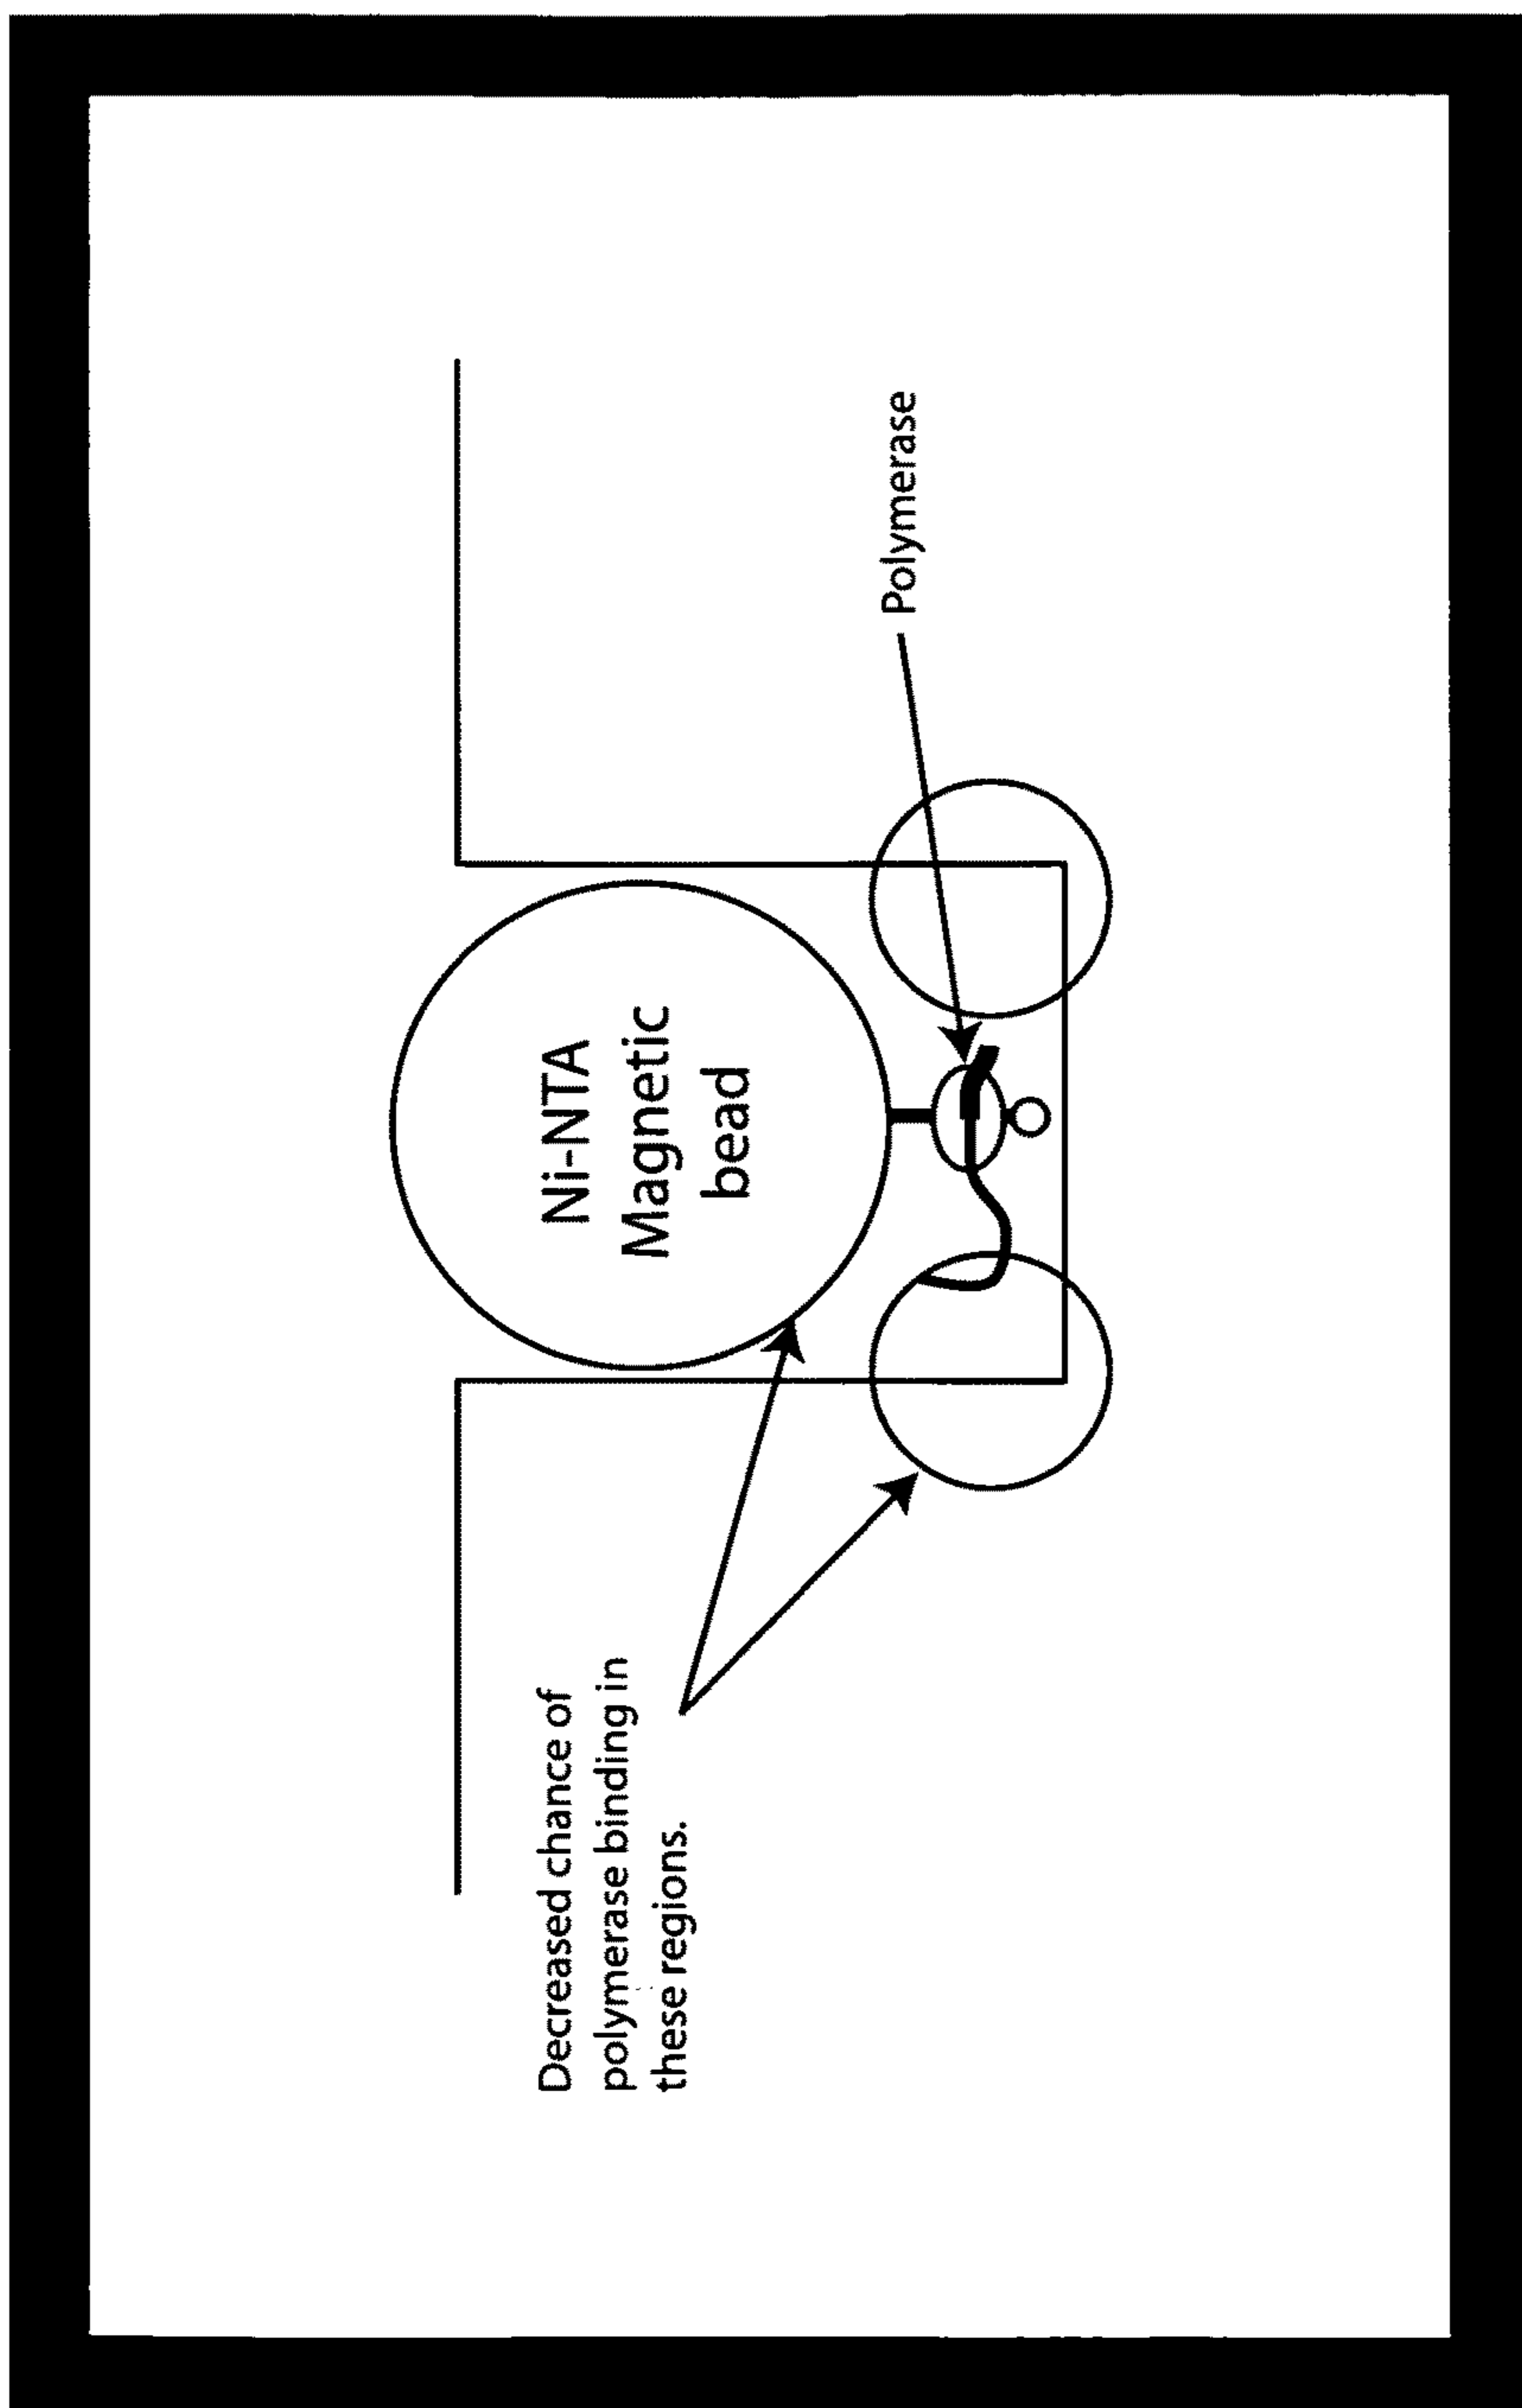 Decreased chance of
polymerase binding in
these regions.
Ni-NTA
Magnetic
bead
Polymerase